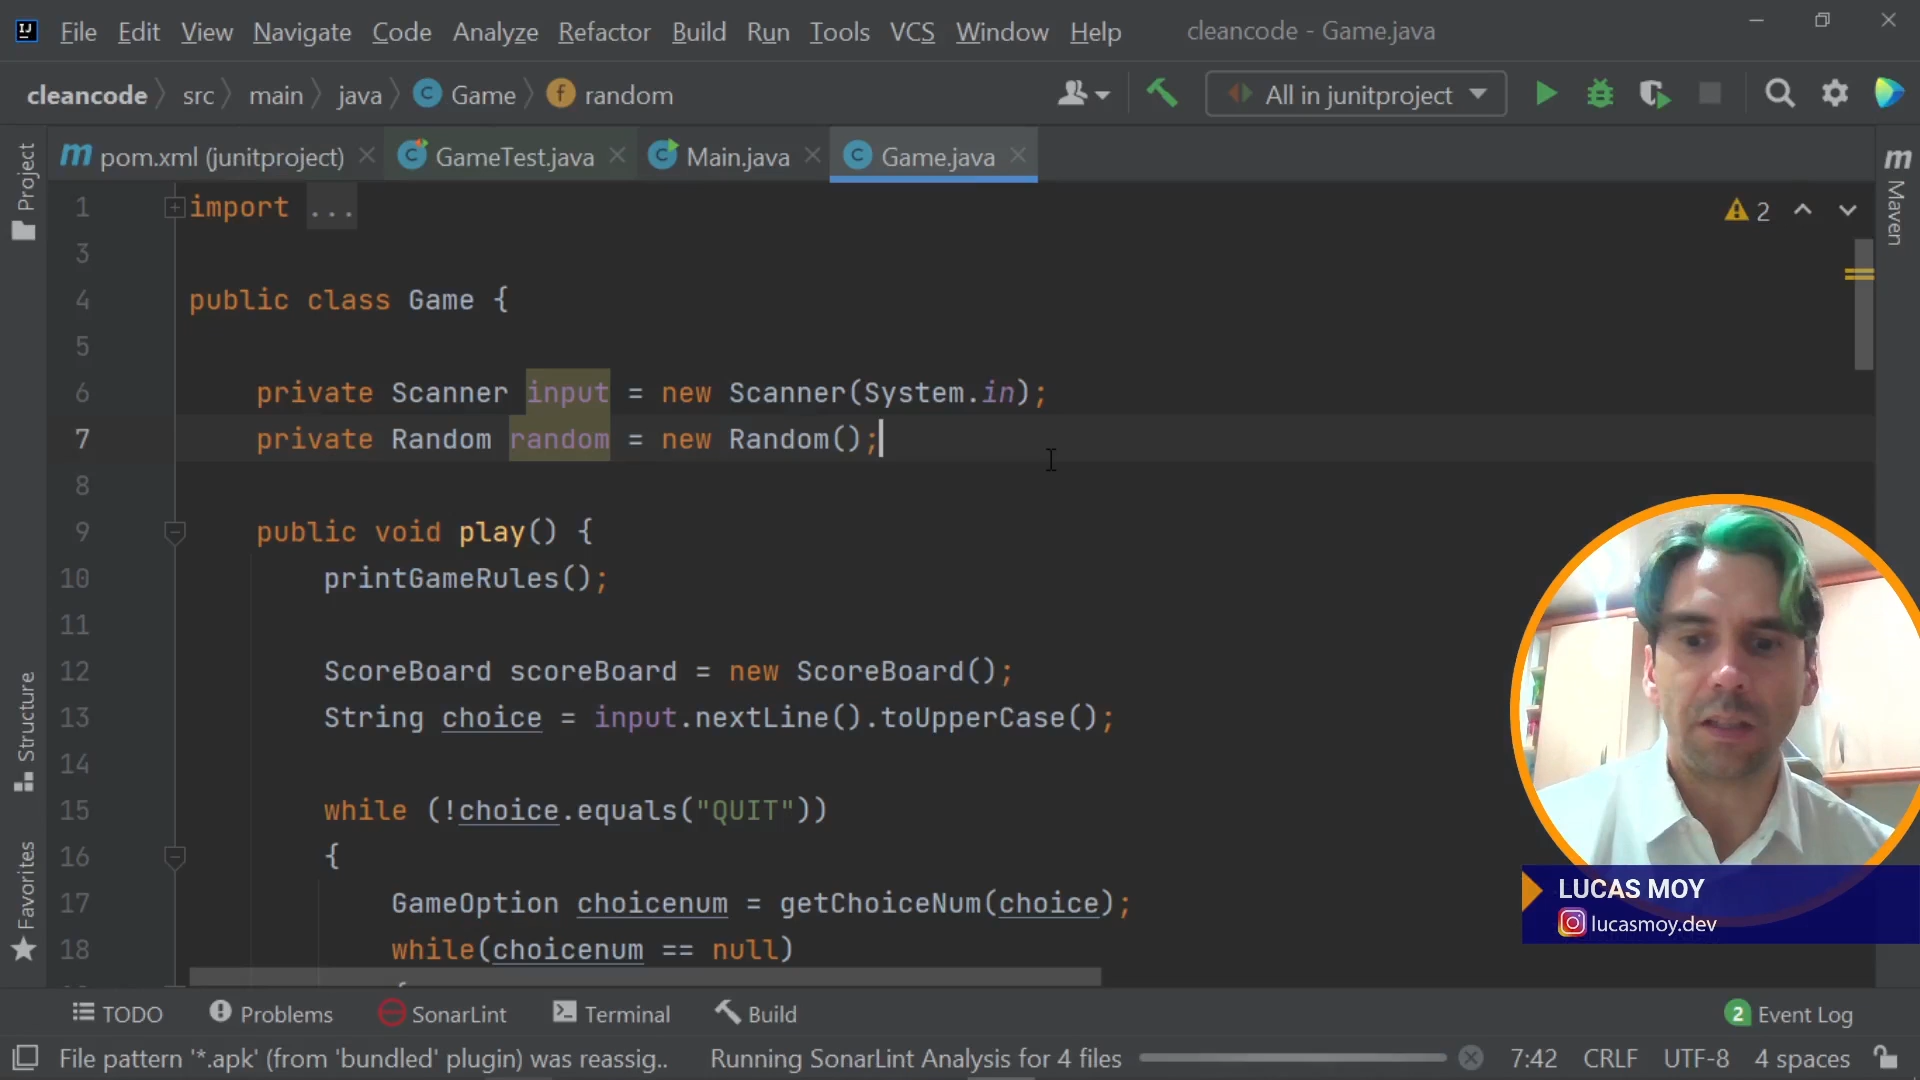 File Edit View Navigate Code Analyze Refactor Build Run Tools VCS Window Help cleancode - Game.java
cleancode src main java Game random All in junitproject
pom.xml (junitproject) GameTest.java Main.java Game.java
Project
Structure
Favorites
Maven
1 import ...
2
3
4 public class Game {
5
6 private Scanner input = new Scanner(System.in);
7 private Random random = new Random();
8
9 public void play() {
10 printGameRules();
11
12 ScoreBoard scoreBoard = new ScoreBoard();
13 String choice = input.nextLine().toUpperCase();
14
15 while (!choice.equals("QUIT"))
16 {
17 GameOption choicenum = getChoiceNum(choice);
18 while(choicenum == null)
LUCAS MOY
lucasmoy.dev
TODO Problems SonarLint Terminal Build 2 Event Log
File pattern '*.apk' (from 'bundled' plugin) was reassig.. Running SonarLint Analysis for 4 files 7:42 CRLF UTF-8 4 spaces